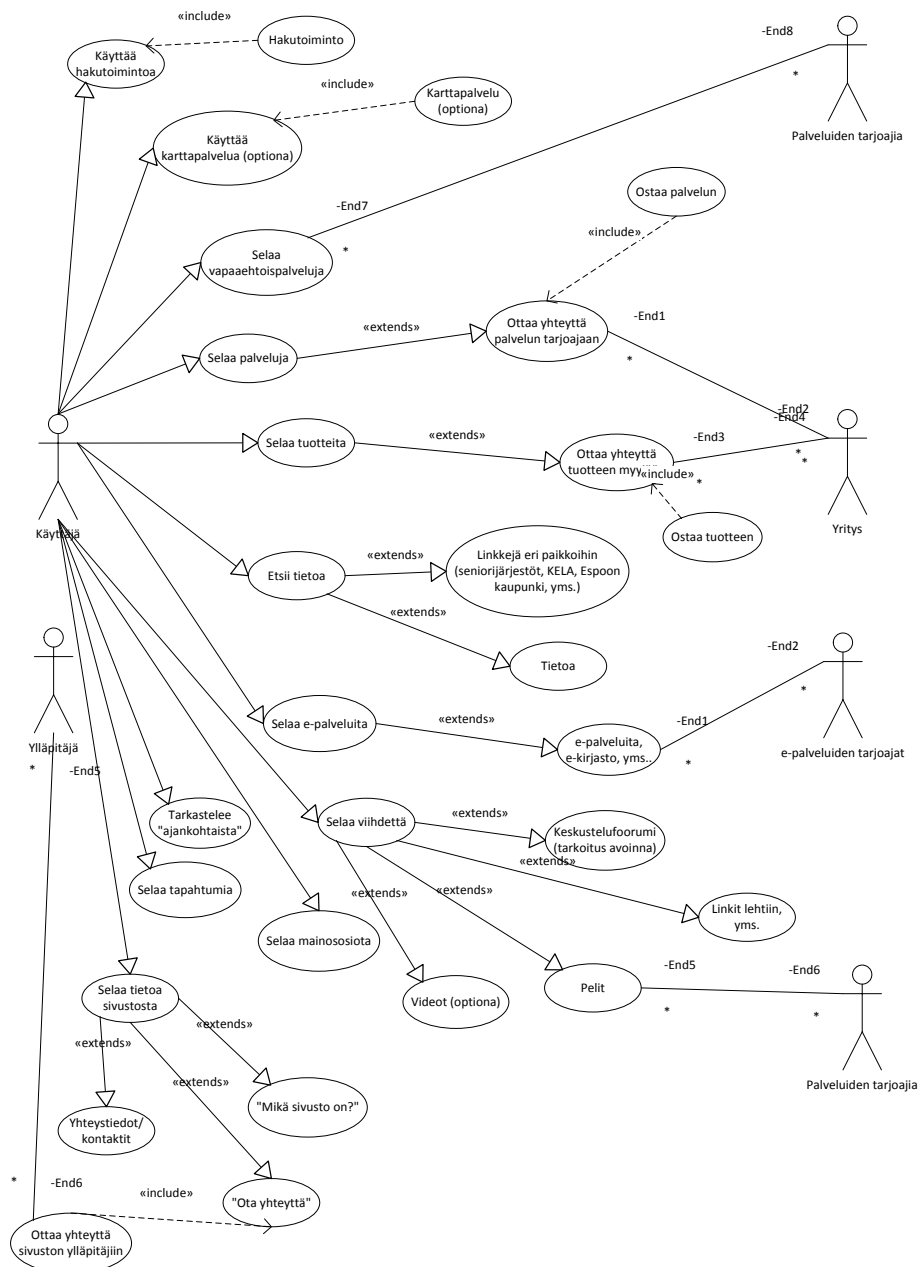 «include»
Käyttää
hakutoimintoa
Hakutoiminto
-End8
*
Palveluiden tarjoajia
«include»
Karttapalvelu
(optiona)
Käyttää
karttapalvelua (optiona)
Ostaa palvelun
-End7
*
«include»
Selaa
vapaaehtoispalveluja
«extends»
Ottaa yhteyttä
palvelun tarjoajaan
-End1
*
Selaa palveluja
-End2
-End4
Selaa tuotteita
«extends»
Ottaa yhteyttä
tuotteen
-End3
*
*
*
«include»
Käyttäjä
Ostaa tuotteen
Yritys
Etsii tietoa
«extends»
Linkkejä eri paikkoihin
(seniorijärjestöt, KELA, Espoon
kaupunki, yms.)
«extends»
Tietoa
-End2
*
Ylläpitäjä
Selaa e-palveluita
«extends»
e-palveluita,
e-kirjasto, yms..
-End1
*
e-palveluiden tarjoajat
*
-End5
Tarkastelee
"ajankohtaista"
Selaa viihdettä
«extends»
Keskustelufoorumi
(tarkoitus avoinna)
«extends»
Selaa tapahtumia
«extends»
«extends»
Linkit lehtiin,
yms.
Selaa mainososiota
Selaa tietoa
sivustosta
Videot (optiona)
Pelit
-End5
*
-End6
*
Palveluiden tarjoajia
«extends»
«extends»
«extends»
Yhteystiedot/
kontaktit
"Mikä sivusto on?"
*
-End6
«include»
"Ota yhteyttä"
Ottaa yhteyttä
sivuston ylläpitäjiin